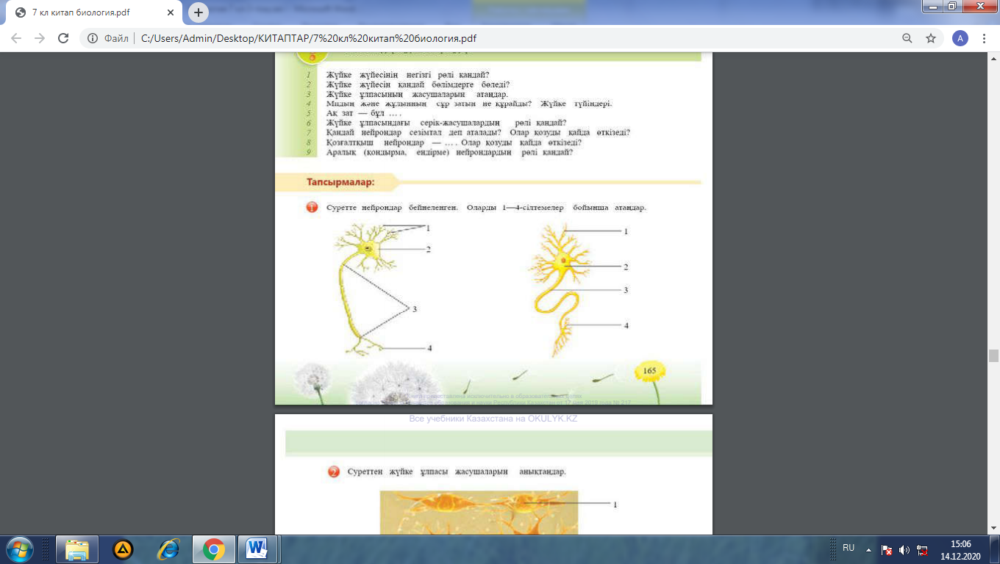 7 кл китап биология.pdf
Файл C:/Users/Admin/Desktop/КИТАПТАР/7%20кл%20китап%20биология.pdf
A
1 Жүйке жүйесінің негізгі рөлі қандай?
2 Жүйке жүйесін қандай бөлімдерге бөледі?
3 Жүйке ұлпасының жасушаларын атаңдар.
4 Мидың және жұлынның сұр затын не құрайды? Жүйке түйіндері.
5 Ақ зат — бұл ... .
6 Жүйке ұлпасындағы серік-жасушалардың рөлі қандай?
7 Қандай нейрондар сезімтал деп аталады? Олар қозуды қайда өткізеді?
8 Қозғалтқыш нейрондар — ... . Олар қозуды қайда өткізеді?
9 Аралық (қондырма, ендірме) нейрондардың рөлі қандай?
Тапсырмалар:
1 Суретте нейрондар бейнеленген. Оларды 1—4-сілтемелер бойынша атаңдар.
1
2
3
4
1
2
3
4
165
Книга предоставлена исключительно в образовательных целях
согласно образования и науки Республики Казахстан от 17 мая 2019 года № 217
Все учебники Казахстана на OKULYK.KZ
2 Суреттен жүйке ұлпасы жасушаларын анықтаңдар.
1
RU
15:06
14.12.2020